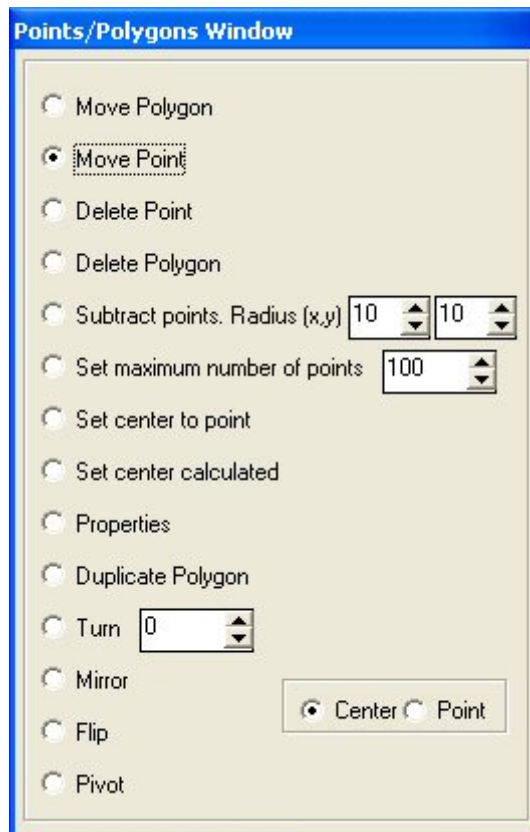 Points/Polygons Window
Move Polygon
Move Point
Delete Point
Delete Polygon
Subtract points. Radius (x,y) 10 10
Set maximum number of points 100
Set center to point
Set center calculated
Properties
Duplicate Polygon
Turn 0
Mirror
Center Point
Flip
Pivot